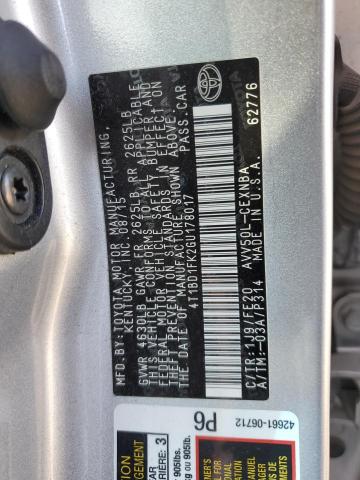 MFD.BY:TOYOTA MOTOR MANUFACTURING,
KENTUCKY, INC. 08/15
GVWR 4630LB GAWR FR 2625LB RR 2625LB
THIS VEHICLE CONFORMS TO ALL APPLICABLE
FEDERAL MOTOR VEHICLE SAFETY, BUMPER, AND
THEFT PREVENTION STANDARDS IN EFFECT
ON THE DATE OF MANUFACTURE SHOWN ABOVE.
4T1BD1FK2GU178017 PASS.CAR
C/TR:1J9/FE20 AVV50L-CEXNBA
A/TM:-03A/P314 MADE IN U.S.A. 62776
TOYOTA
42661-06712
P6